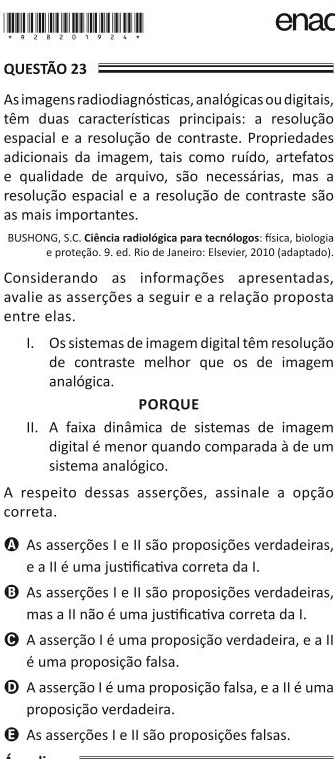 * R 2 8 2 0 1 9 2 4 *
enad
QUESTÃO 23
As imagens radiodiagnósticas, analógicas ou digitais,
têm duas características principais: a resolução
espacial e a resolução de contraste. Propriedades
adicionais da imagem, tais como ruído, artefatos
e qualidade de arquivo, são necessárias, mas a
resolução espacial e a resolução de contraste são
as mais importantes.
BUSHONG, S.C. Ciência radiológica para tecnólogos: física, biologia
e proteção. 9. ed. Rio de Janeiro: Elsevier, 2010 (adaptado).
Considerando as informações apresentadas,
avalie as asserções a seguir e a relação proposta
entre elas.
I. Os sistemas de imagem digital têm resolução
de contraste melhor que os de imagem
analógica.
PORQUE
II. A faixa dinâmica de sistemas de imagem
digital é menor quando comparada à de um
sistema analógico.
A respeito dessas asserções, assinale a opção
correta.
A As asserções I e II são proposições verdadeiras,
e a II é uma justificativa correta da I.
B As asserções I e II são proposições verdadeiras,
mas a II não é uma justificativa correta da I.
C A asserção I é uma proposição verdadeira, e a II
é uma proposição falsa.
D A asserção I é uma proposição falsa, e a II é uma
proposição verdadeira.
E As asserções I e II são proposições falsas.